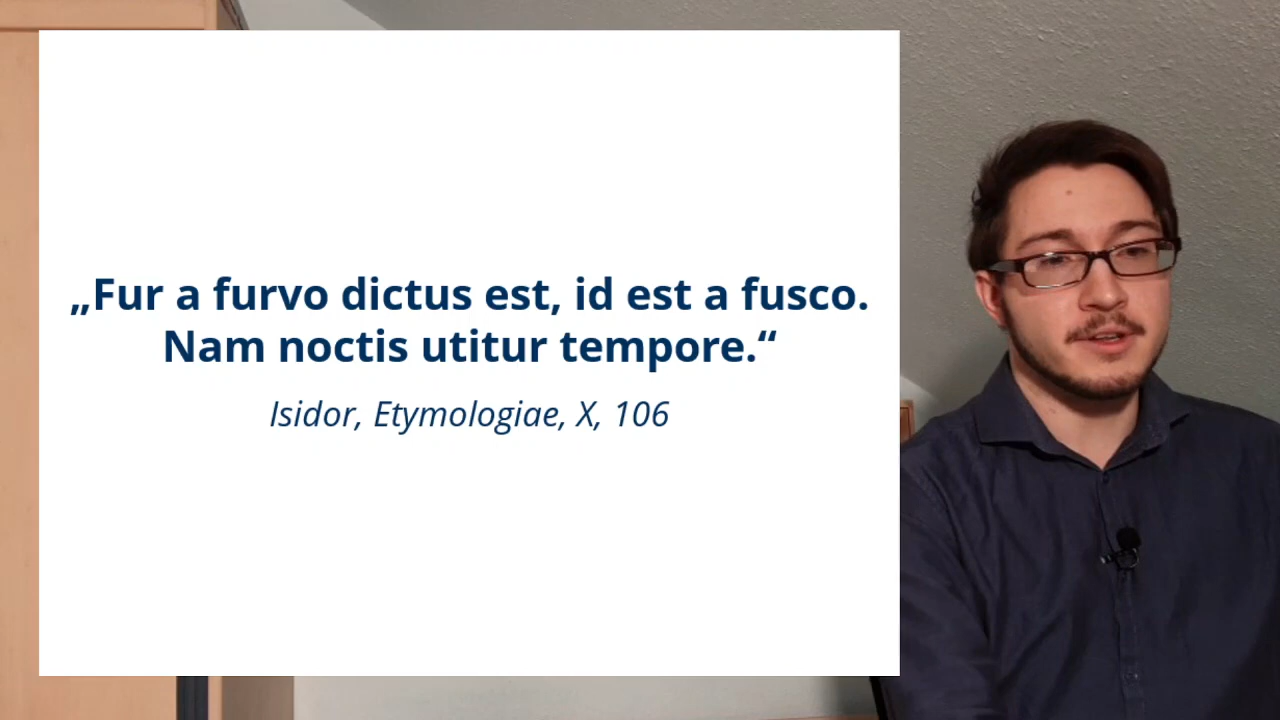 „Fur a furvo dictus est, id est a fusco.
Nam noctis utitur tempore.“
Isidor, Etymologiae, X, 106